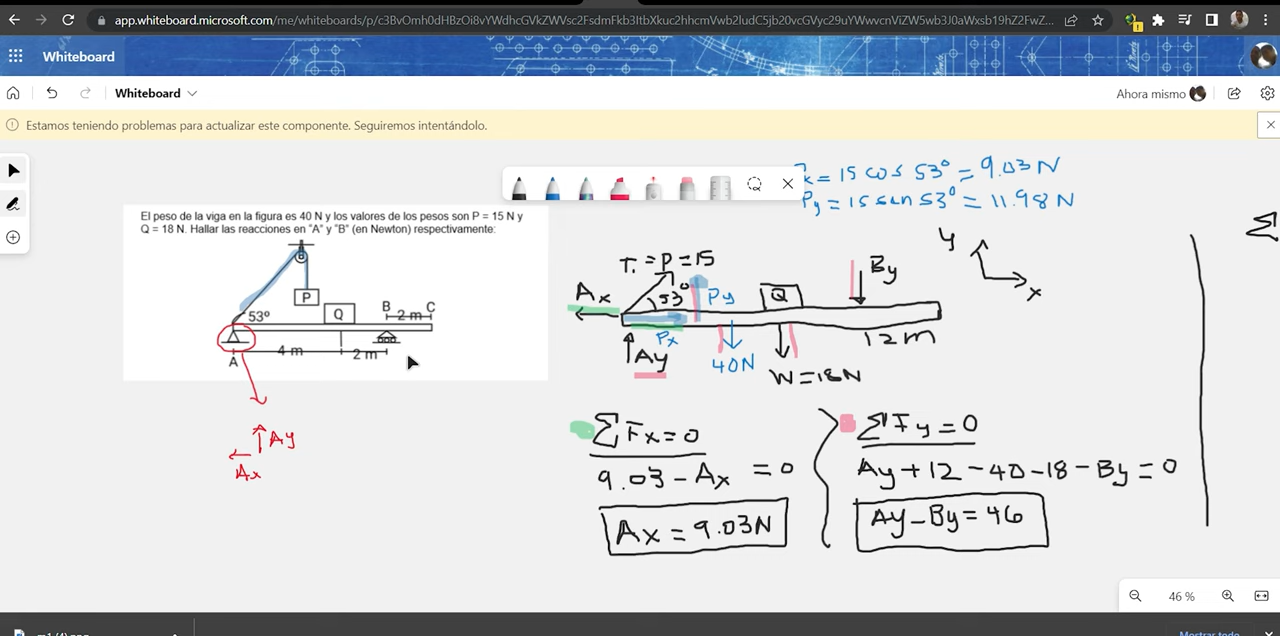 app.whiteboard.microsoft.com/me/whiteboards/p/
Whiteboard
Whiteboard
Ahora mismo
Estamos teniendo problemas para actualizar este componente. Seguiremos intentándolo.
El peso de la viga en la figura es 40 N y los valores de los pesos son P = 15 N y
Q = 18 N. Hallar las reacciones en "A" y "B" (en Newton) respectivamente:
P
53°
Q
B
C
2 m
4 m
2 m
A
Ay
Ax
x = 15 cos 53° = 9.03 N
Py = 15 sen 53° = 11.98 N
T = P = 15
53°
Ax
Py
Px
Ay
40N
Q
W = 18N
By
12m
y
x
Σ
ΣFx = 0
9.03 - Ax = 0
Ax = 9.03N
ΣFy = 0
Ay + 12 - 40 - 18 - By = 0
Ay - By = 46
46 %
Mostrar todo